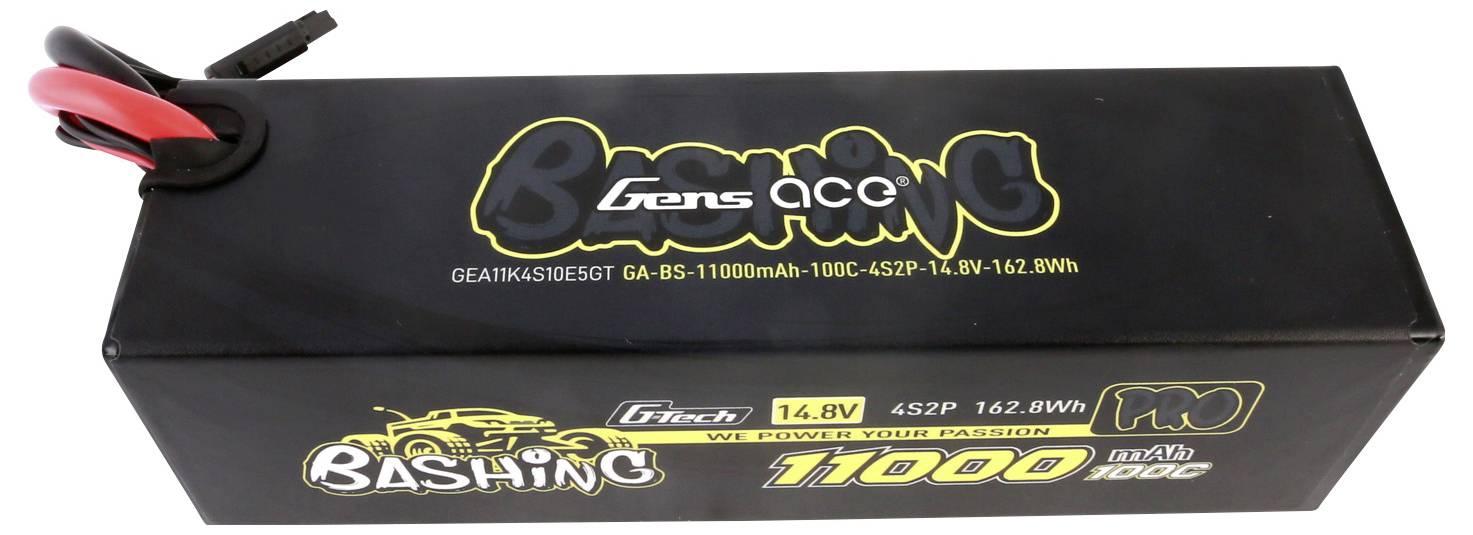 BASHING
Gens ace®
GEA11K4S10E5GT GA-BS-11000mAh-100C-4S2P-14.8V-162.8Wh
G-Tech 14.8V 4S2P 162.8Wh PRO
WE POWER YOUR PASSION
BASHING 11000 mAh
100C